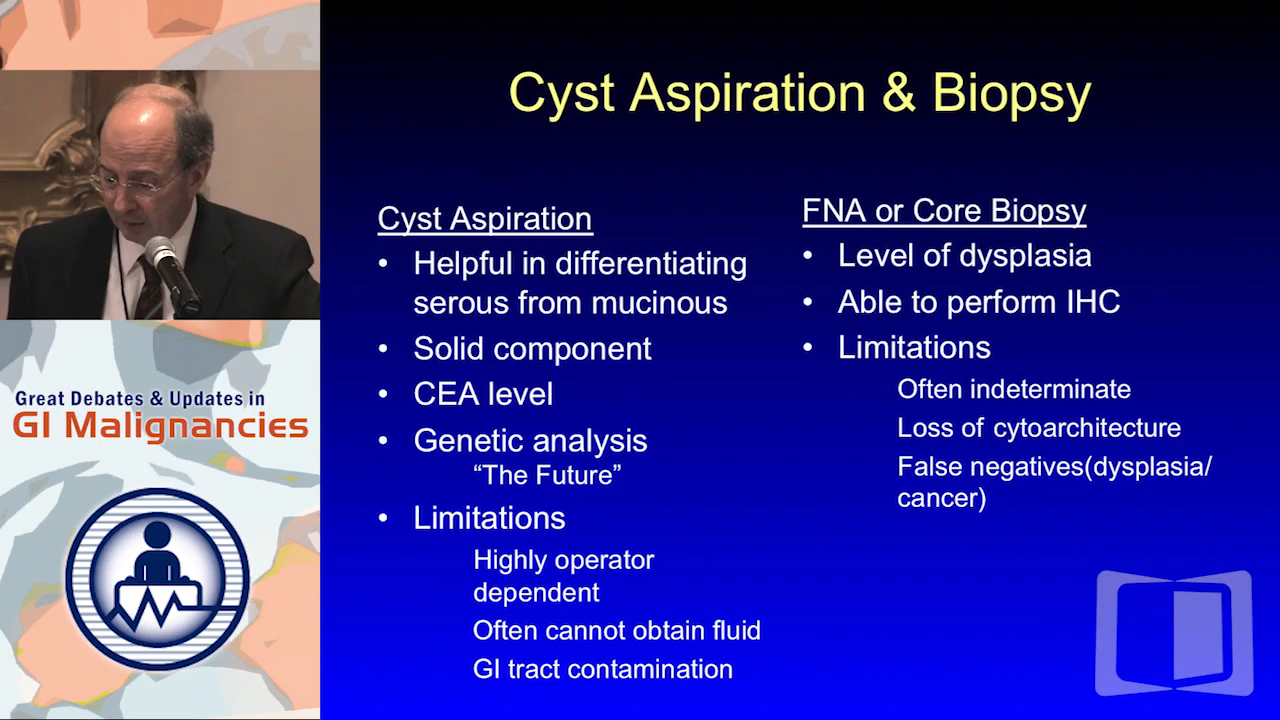 Cyst Aspiration & Biopsy
Cyst Aspiration
• Helpful in differentiating
serous from mucinous
• Solid component
• CEA level
• Genetic analysis
“The Future”
• Limitations
Highly operator
dependent
Often cannot obtain fluid
GI tract contamination
FNA or Core Biopsy
• Level of dysplasia
• Able to perform IHC
• Limitations
Often indeterminate
Loss of cytoarchitecture
False negatives(dysplasia/
cancer)
Great Debates & Updates in
GI Malignancies